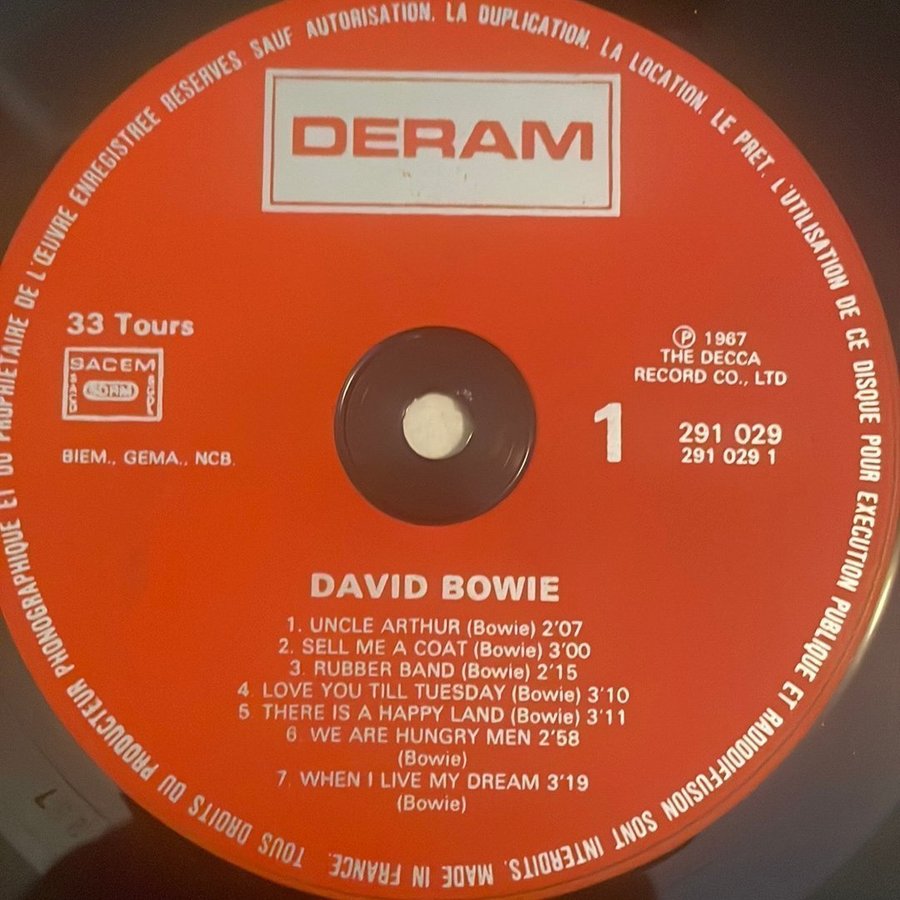 TOUS DROITS DU PRODUCTEUR PHONOGRAPHIQUE ET DU PROPRIETAIRE DE L'ŒUVRE ENREGISTREE RESERVES SAUF AUTORISATION. LA DUPLICATION. LA LOCATION. LE PRET. L'UTILISATION DE CE DISQUE POUR EXECUTION PUBLIQUE ET RADIODIFFUSION SONT INTERDITS. MADE IN FRANCE.
DERAM
33 Tours
SACEM
SDRM
SACD
BIEM., GEMA., NCB.
℗ 1967
THE DECCA
RECORD CO., LTD
1
291 029
291 029 1
DAVID BOWIE
1. UNCLE ARTHUR (Bowie) 2'07
2. SELL ME A COAT (Bowie) 3'00
3. RUBBER BAND (Bowie) 2'15
4 LOVE YOU TILL TUESDAY (Bowie) 3'10
5 THERE IS A HAPPY LAND (Bowie) 3'11
6 WE ARE HUNGRY MEN 2'58
(Bowie)
7. WHEN I LIVE MY DREAM 3'19
(Bowie)